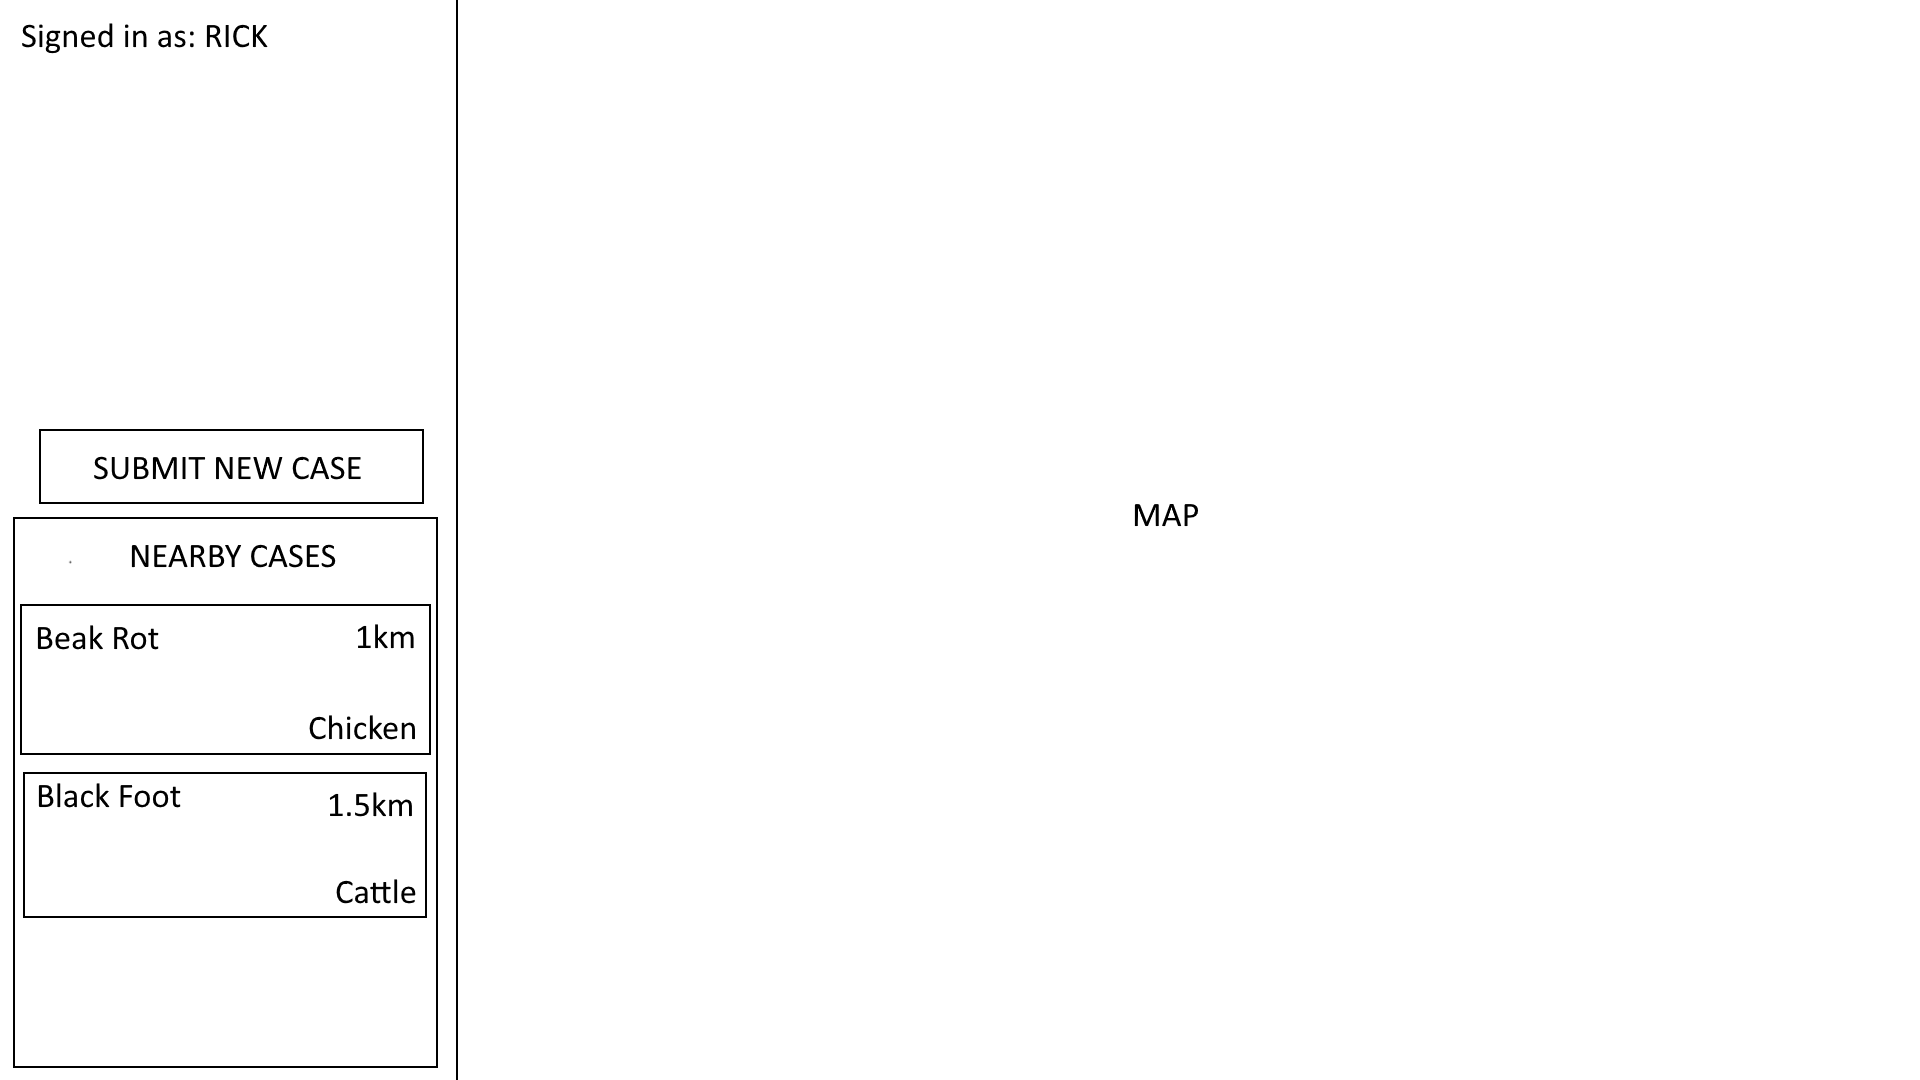 Signed in as: RICK
SUBMIT NEW CASE
NEARBY CASES
Beak Rot
1km
Chicken
Black Foot
1.5km
Cattle
MAP